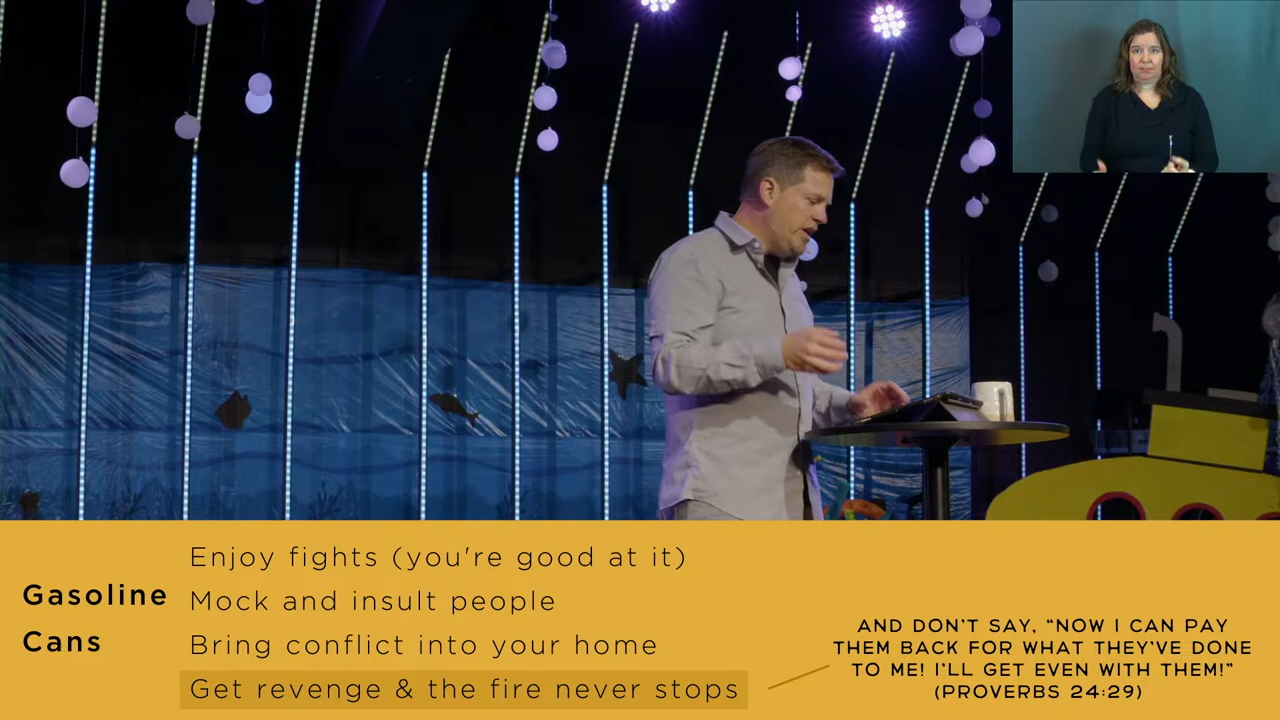 Gasoline
Cans
Enjoy fights (you're good at it)
Mock and insult people
Bring conflict into your home
Get revenge & the fire never stops
AND DON'T SAY, “NOW I CAN PAY
THEM BACK FOR WHAT THEY'VE DONE
TO ME! I'LL GET EVEN WITH THEM!”
(PROVERBS 24:29)